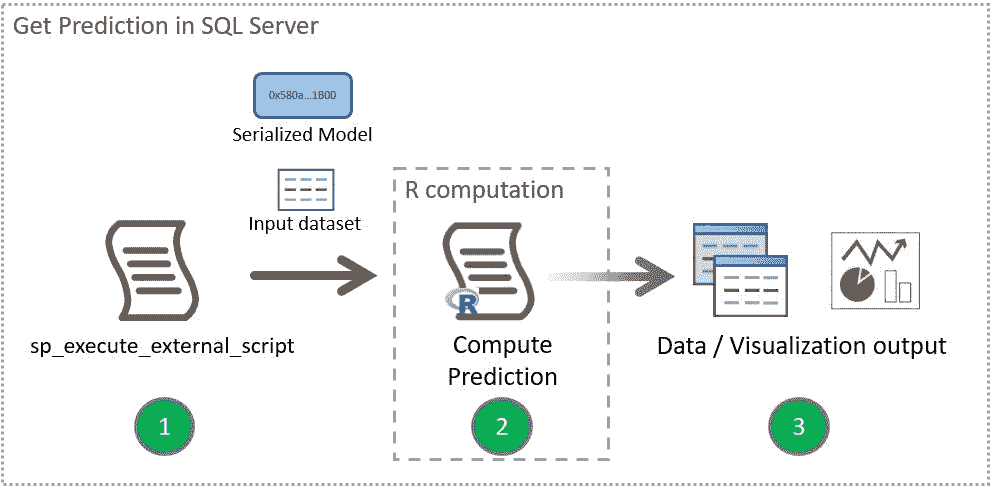 Get Prediction in SQL Server
0x580a...1B00
Serialized Model
Input dataset
R computation
R
sp_execute_external_script
Compute
Prediction
Data / Visualization output
1
2
3